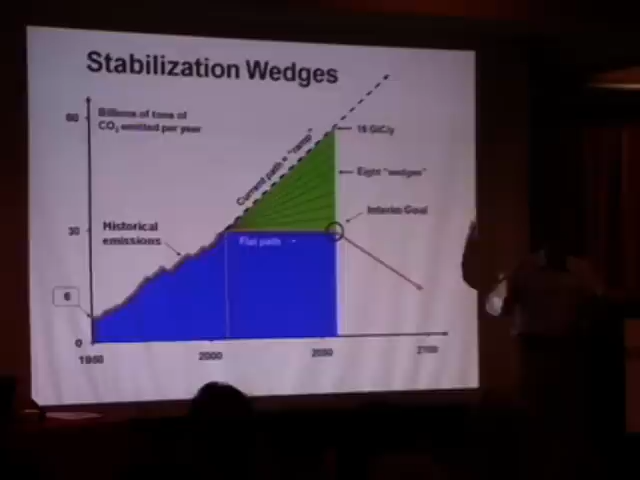 Stabilization Wedges
Billions of tons of
CO₂ emitted per year
60
Current path = "ramp"
16 GtC/y
Eight "wedges"
Interim Goal
30
Historical
emissions
Flat path
6
0
1950
2000
2050
2100